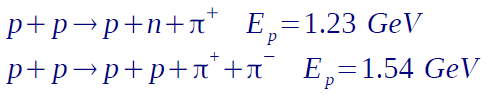 p + p → p + n + π⁺ E_p = 1.23 GeV
p + p → p + p + π⁺ + π⁻ E_p = 1.54 GeV